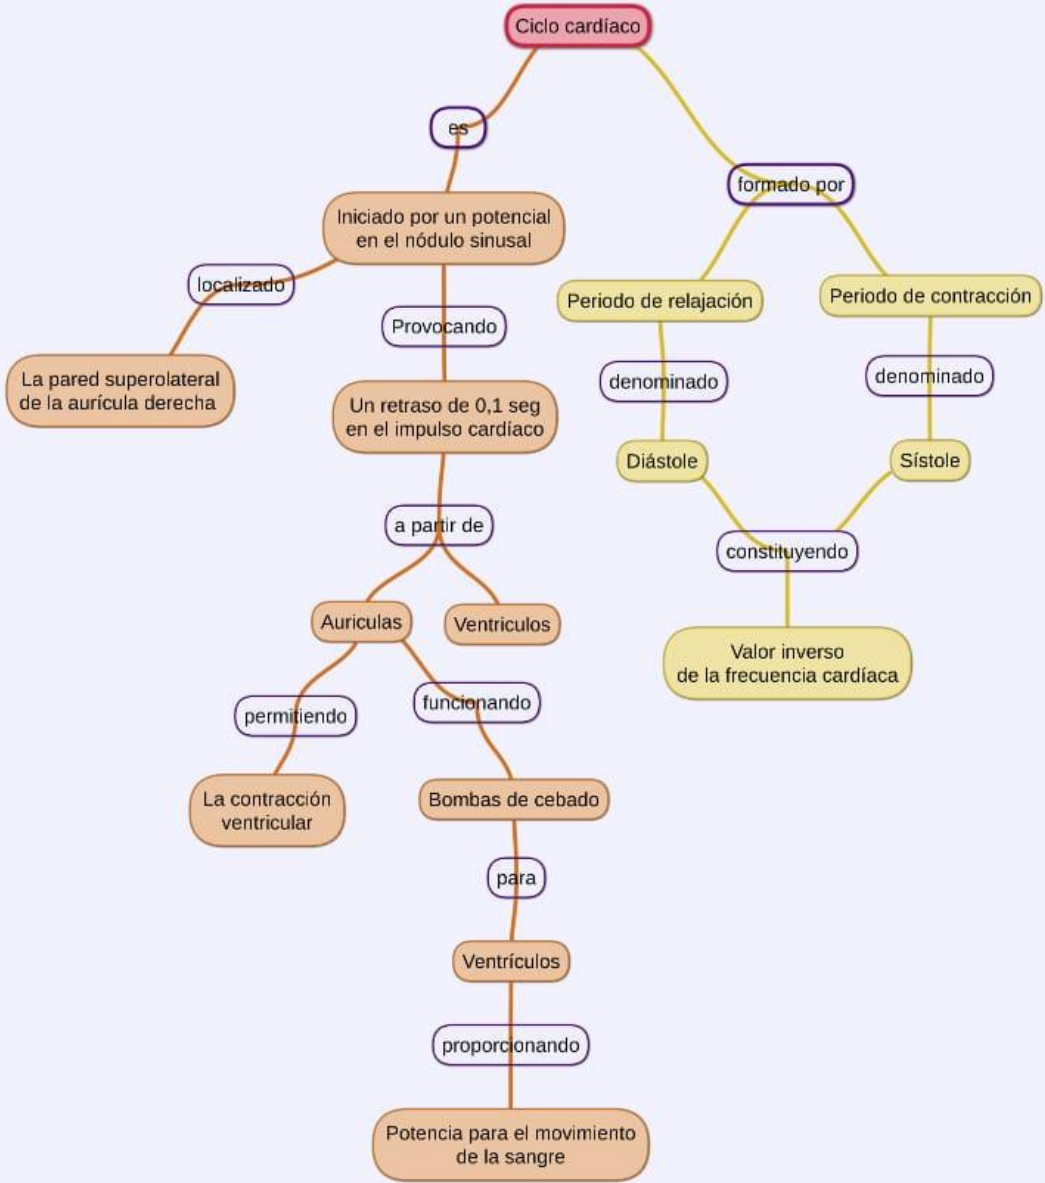 Ciclo cardíaco
es
formado por
Iniciado por un potencial
en el nódulo sinusal
localizado
Periodo de relajación
Periodo de contracción
Provocando
La pared superolateral
de la aurícula derecha
denominado
denominado
Un retraso de 0,1 seg
en el impulso cardíaco
Diástole
Sístole
a partir de
constituyendo
Auriculas
Ventriculos
Valor inverso
de la frecuencia cardíaca
permitiendo
funcionando
La contracción
ventricular
Bombas de cebado
para
Ventrículos
proporcionando
Potencia para el movimiento
de la sangre